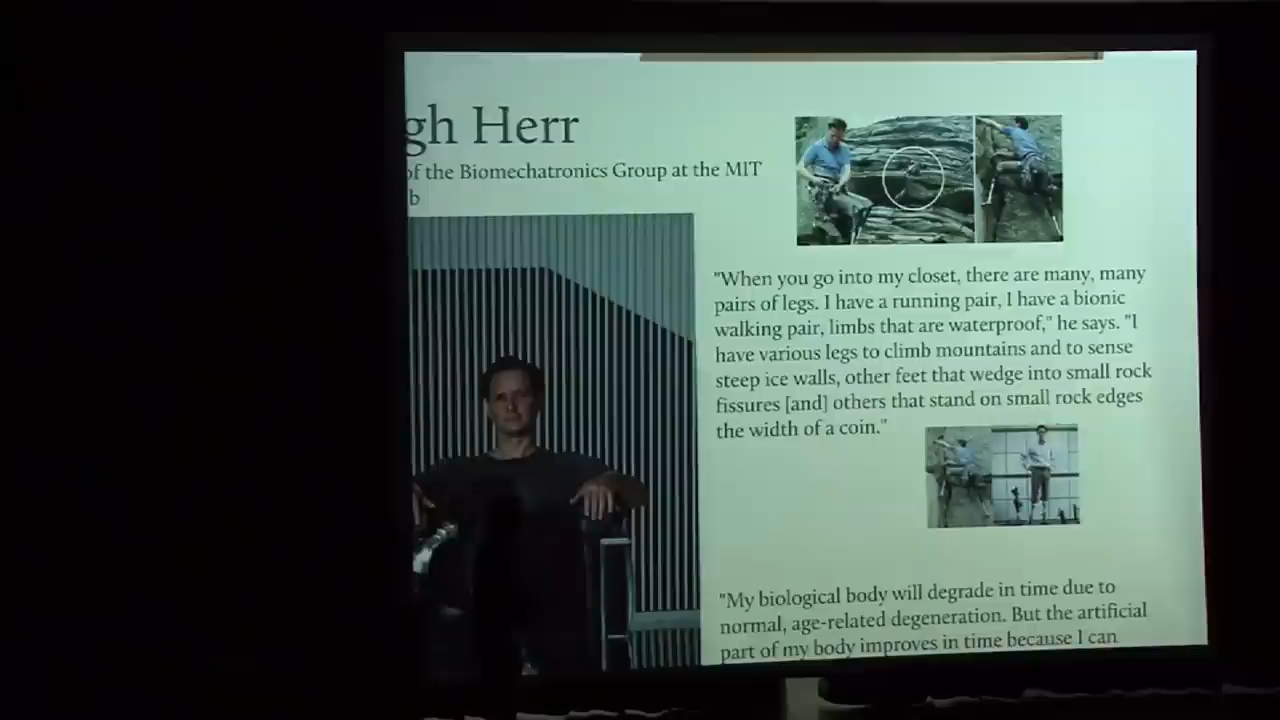 gh Herr
of the Biomechatronics Group at the MIT
b
"When you go into my closet, there are many, many
pairs of legs. I have a running pair, I have a bionic
walking pair, limbs that are waterproof," he says. "I
have various legs to climb mountains and to sense
steep ice walls, other feet that wedge into small rock
fissures [and] others that stand on small rock edges
the width of a coin."
"My biological body will degrade in time due to
normal, age-related degeneration. But the artificial
part of my body improves in time because I can